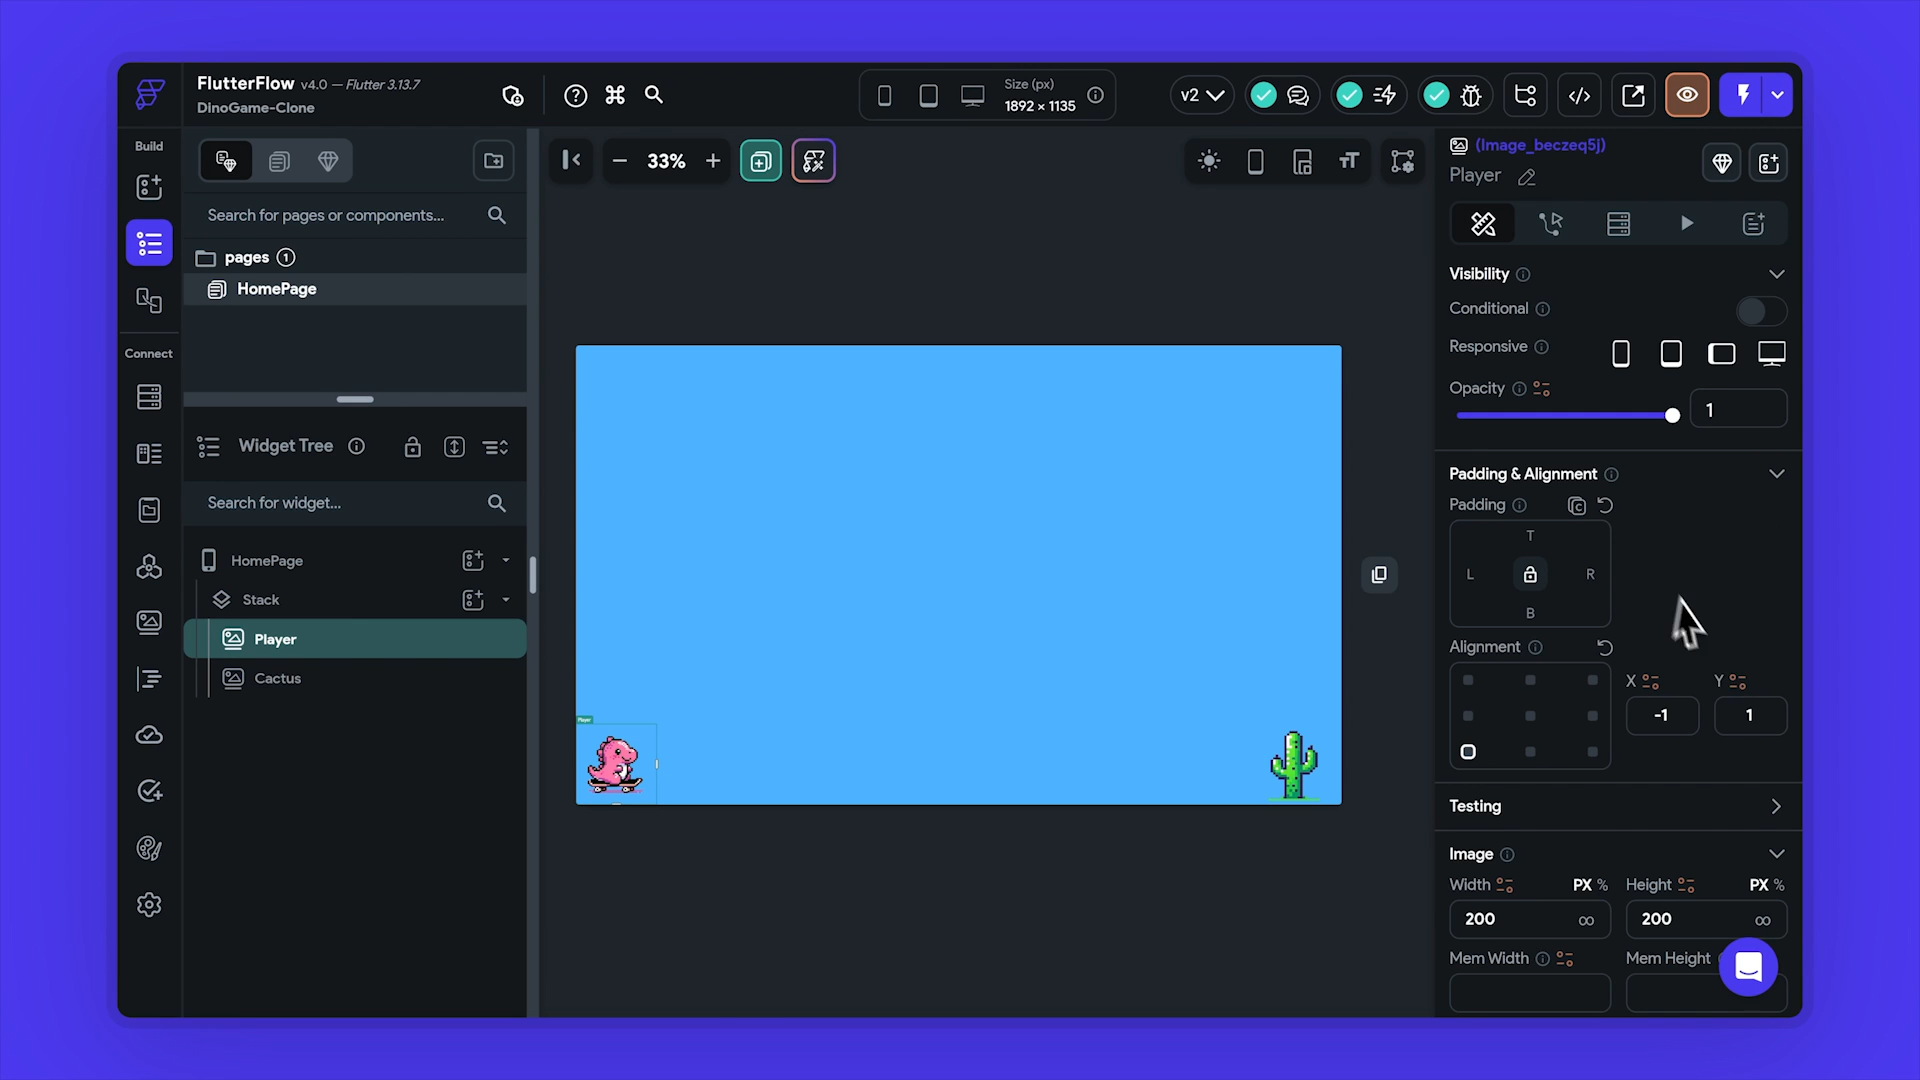 FlutterFlow v4.0 — Flutter 3.13.7
DinoGame-Clone
Size (px)
1892 × 1135
v2
Build
33%
Search for pages or components...
pages 1
HomePage
Connect
Widget Tree
Search for widget...
HomePage
Stack
Player
Cactus
Player
(Image_beczeq5j)
Player
Visibility
Conditional
Responsive
Opacity
1
Padding & Alignment
Padding
T
L
R
B
Alignment
X
Y
-1
1
Testing
Image
Width
PX %
Height
PX %
200 ∞
200 ∞
Mem Width
Mem Height